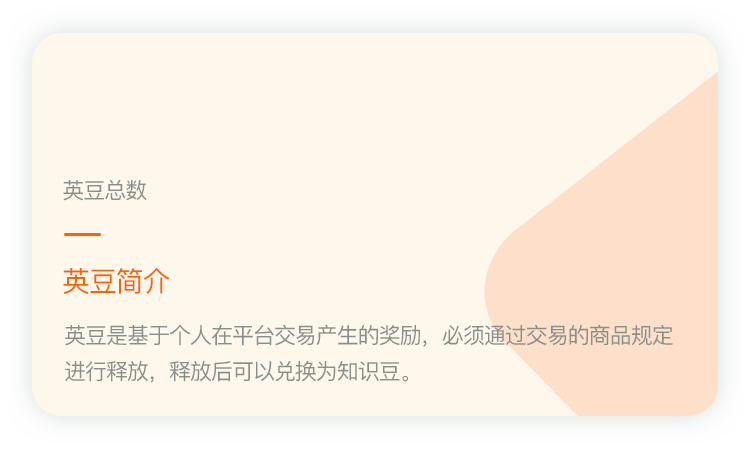 英豆总数
英豆简介
英豆是基于个人在平台交易产生的奖励，必须通过交易的商品规定
进行释放，释放后可以兑换为知识豆。